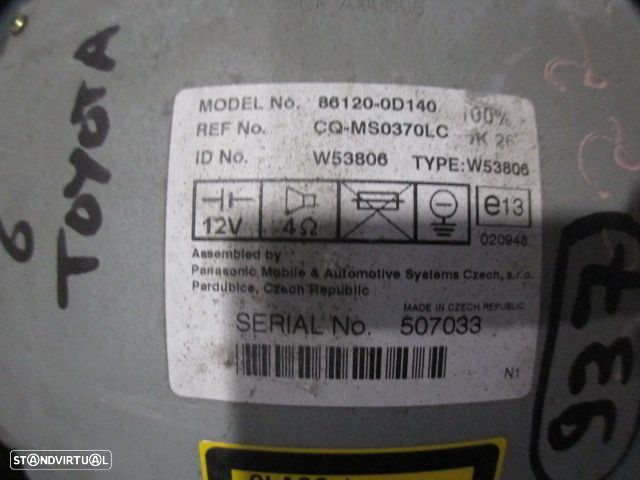 6 TOYOTA
MODEL No. 86120-0D140
100%
REF No. CQ-MS0370LC
ID No. W53806 TYPE:W53806
12V 4Ω e13
020948
Assembled by
Panasonic Mobile & Automotive Systems Czech, s.r.o.
Pardubice, Czech Republic
MADE IN CZECH REPUBLIC
SERIAL No. 507033
N1
937
STANDVIRTUAL